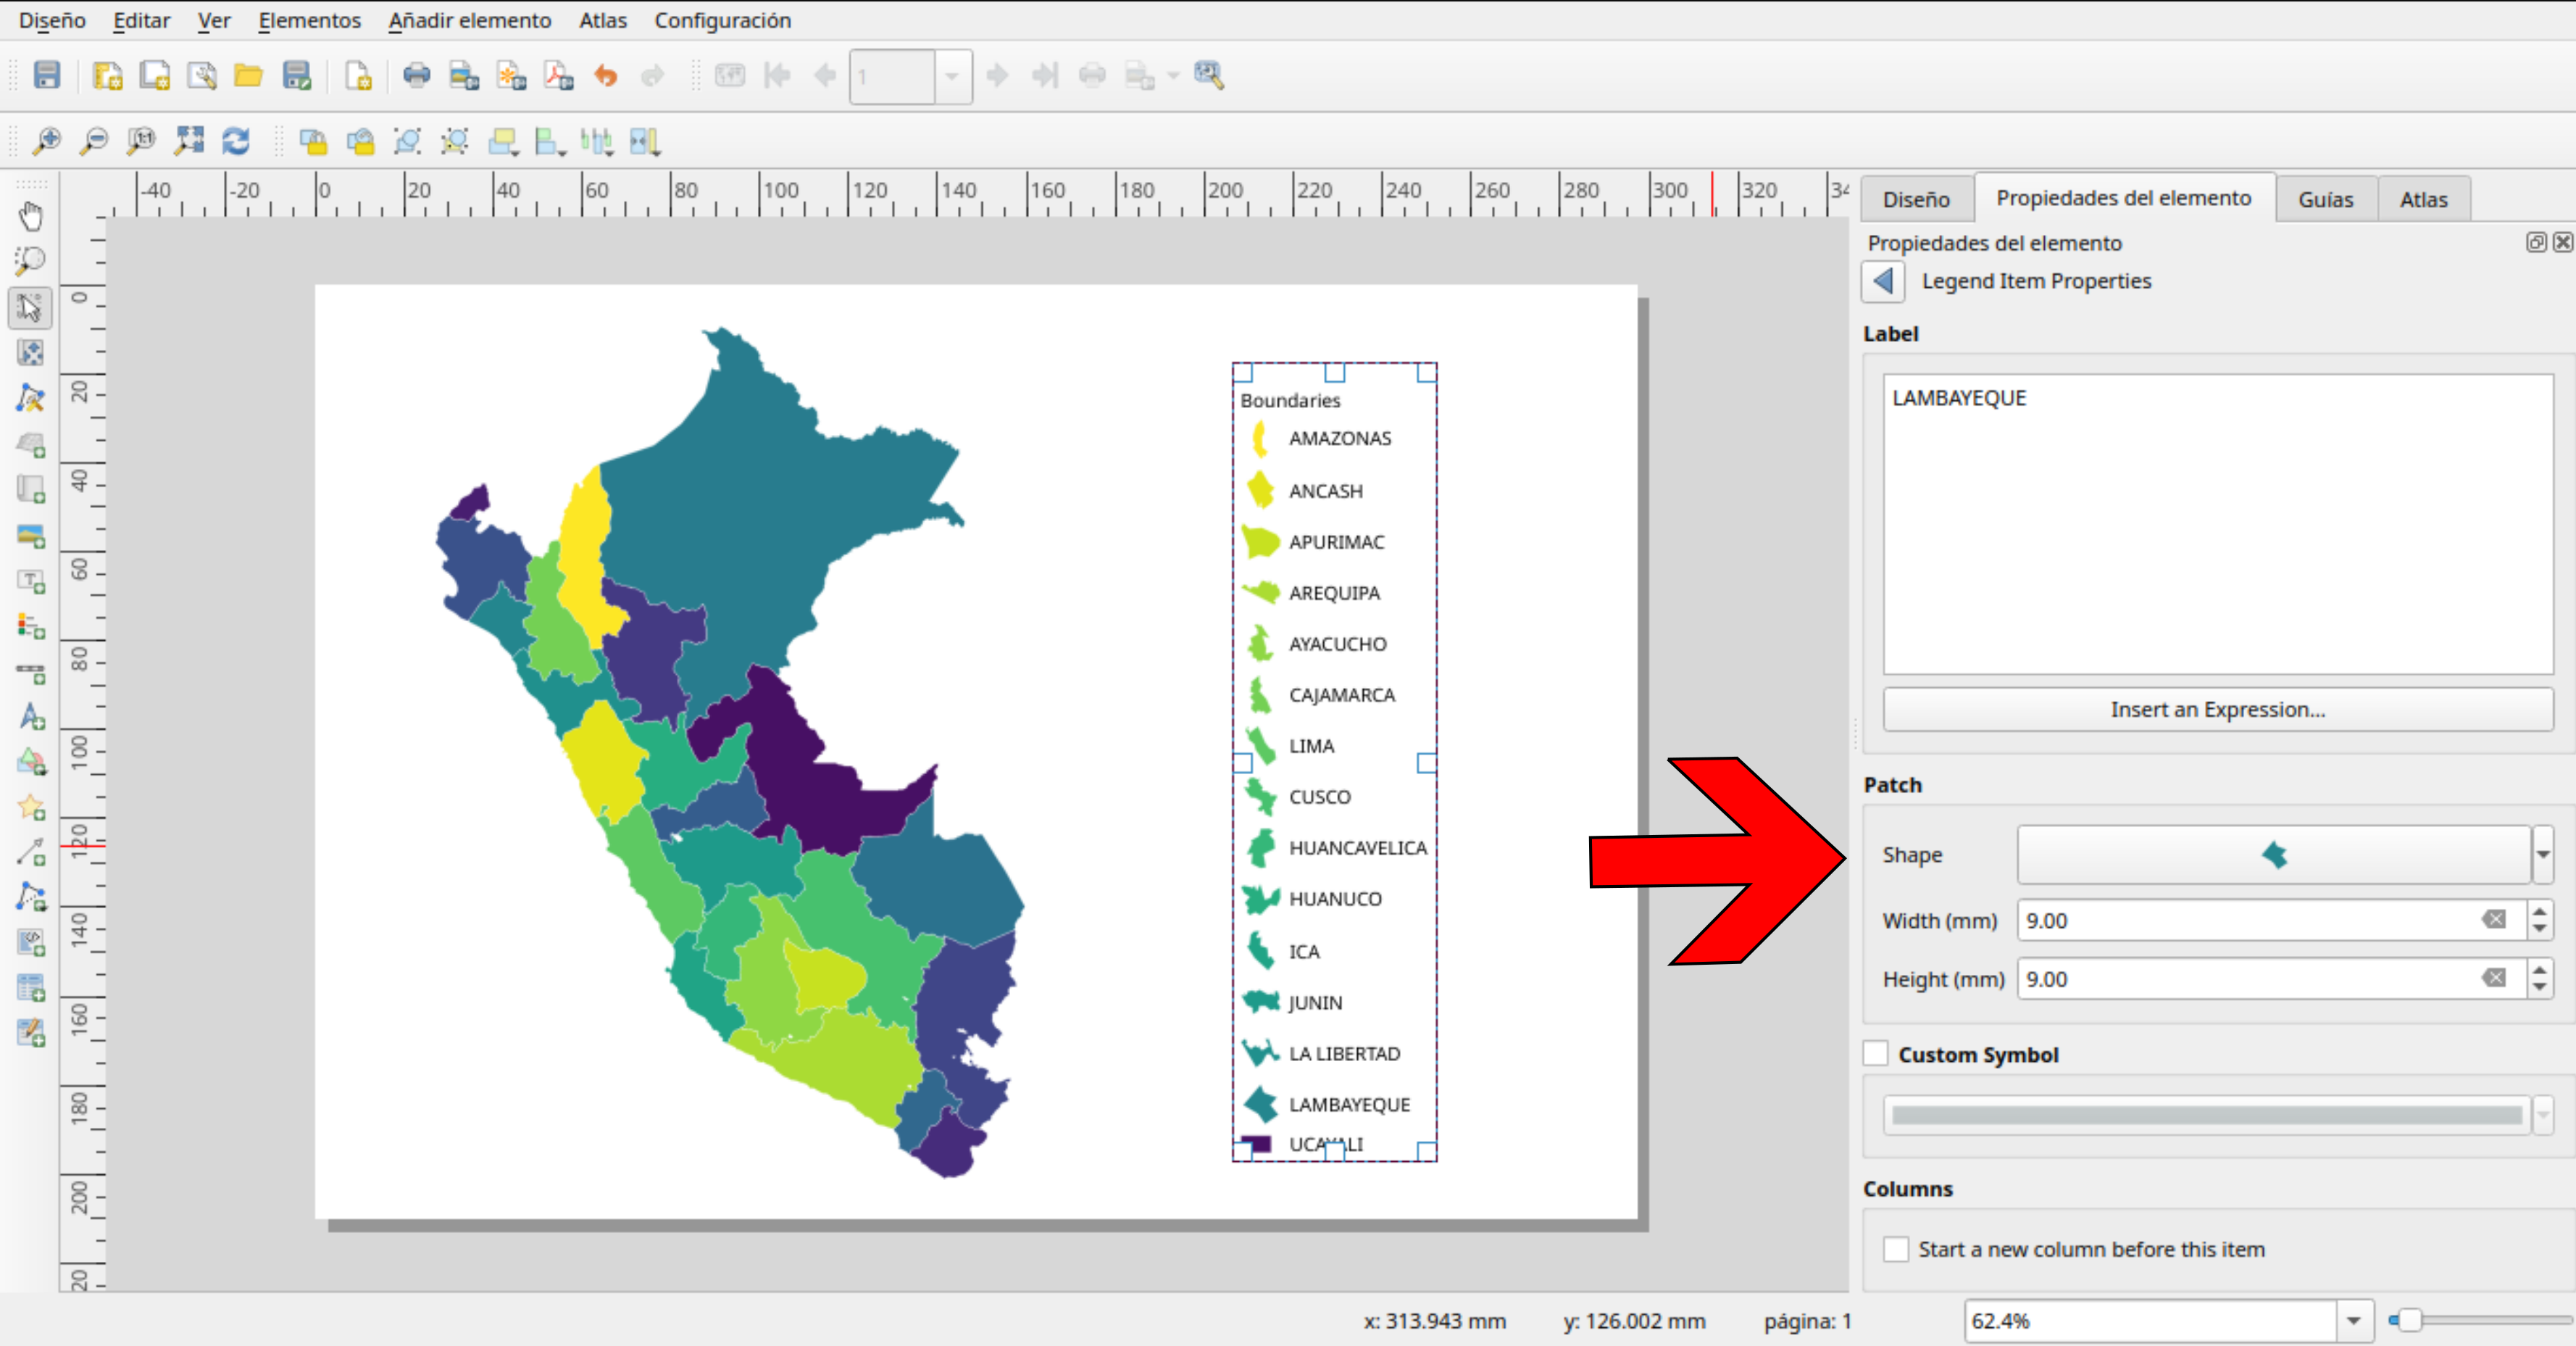 Diseño Editar Ver Elementos Añadir elemento Atlas Configuración
1
1:1
-40 -20 0 20 40 60 80 100 120 140 160 180 200 220 240 260 280 300 320 34
0
20
40
60
80
100
120
140
160
180
200
20
Boundaries
AMAZONAS
ANCASH
APURIMAC
AREQUIPA
AYACUCHO
CAJAMARCA
LIMA
CUSCO
HUANCAVELICA
HUANUCO
ICA
JUNIN
LA LIBERTAD
LAMBAYEQUE
UCAYALI
Diseño Propiedades del elemento Guías Atlas
Propiedades del elemento
Legend Item Properties
Label
LAMBAYEQUE
Insert an Expression...
Patch
Shape
Width (mm) 9.00
Height (mm) 9.00
Custom Symbol
Columns
Start a new column before this item
x: 313.943 mm y: 126.002 mm página: 1 62.4%